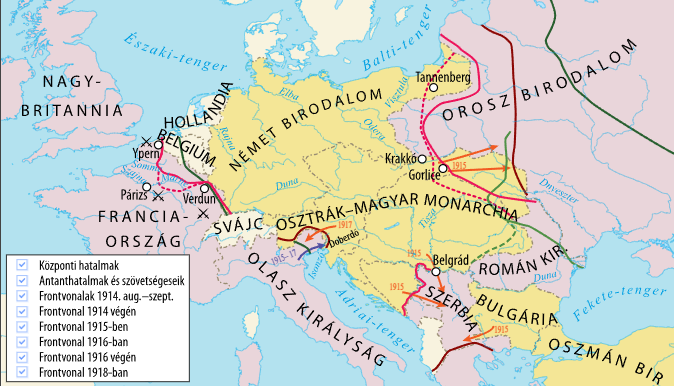 Északi-tenger
Balti-tenger
NAGY-
BRITANNIA
HOLLANDIA
BELGIUM
NÉMET BIRODALOM
OROSZ BIRODALOM
Tannenberg
Elba
Visztula
Odera
Rajna
Ypern
Somme
Marne
Párizs
Verdun
Duna
Krakkó
Gorlice
1915
Dnyeszter
FRANCIA-
ORSZÁG
SVÁJC
OSZTRÁK–MAGYAR MONARCHIA
Tisza
1917
Doberdó
1915–17
Isonzó
OLASZ KIRÁLYSÁG
Adriai-tenger
1915
Belgrád
1915
SZERBIA
ROMÁN KIR.
Duna
BULGÁRIA
1915
Fekete-tenger
OSZMÁN BIR
Központi hatalmak
Antanthatalmak és szövetségeseik
Frontvonalak 1914. aug.–szept.
Frontvonal 1914 végén
Frontvonal 1915-ben
Frontvonal 1916-ban
Frontvonal 1916 végén
Frontvonal 1918-ban